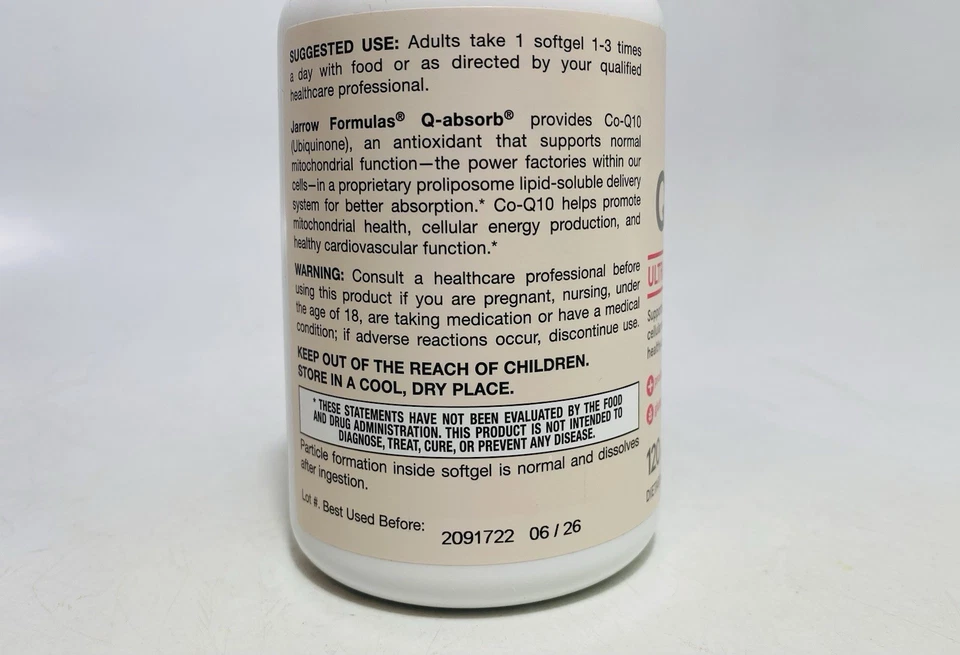 SUGGESTED USE: Adults take 1 softgel 1-3 times
a day with food or as directed by your qualified
healthcare professional.
Jarrow Formulas® Q-absorb® provides Co-Q10
(Ubiquinone), an antioxidant that supports normal
mitochondrial function—the power factories within our
cells—in a proprietary proliposome lipid-soluble delivery
system for better absorption.* Co-Q10 helps promote
mitochondrial health, cellular energy production, and
healthy cardiovascular function.*
WARNING: Consult a healthcare professional before
using this product if you are pregnant, nursing, under
the age of 18, are taking medication or have a medical
condition; if adverse reactions occur, discontinue use.
KEEP OUT OF THE REACH OF CHILDREN.
STORE IN A COOL, DRY PLACE.
* THESE STATEMENTS HAVE NOT BEEN EVALUATED BY THE FOOD
AND DRUG ADMINISTRATION. THIS PRODUCT IS NOT INTENDED TO
DIAGNOSE, TREAT, CURE, OR PREVENT ANY DISEASE.
Particle formation inside softgel is normal and dissolves
after ingestion.
Lot #. Best Used Before: 2091722 06 / 26
120